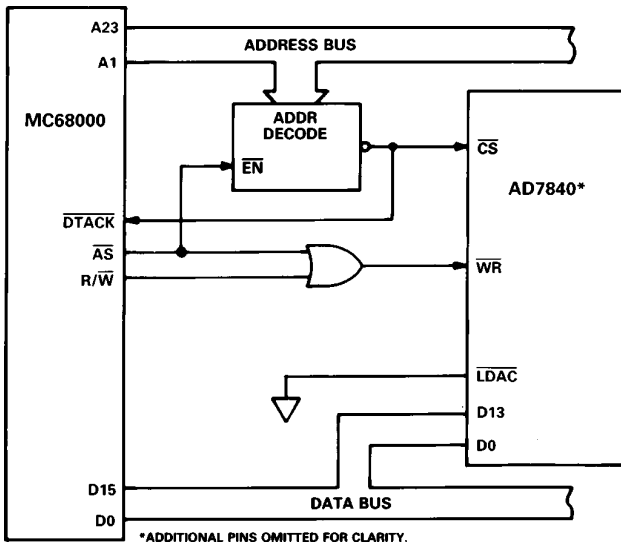 A23
ADDRESS BUS
A1
MC68000
ADDR
DECODE
EN
CS
AD7840*
DTACK
AS
R/W
WR
LDAC
D13
D0
D15
DATA BUS
D0
*ADDITIONAL PINS OMITTED FOR CLARITY.